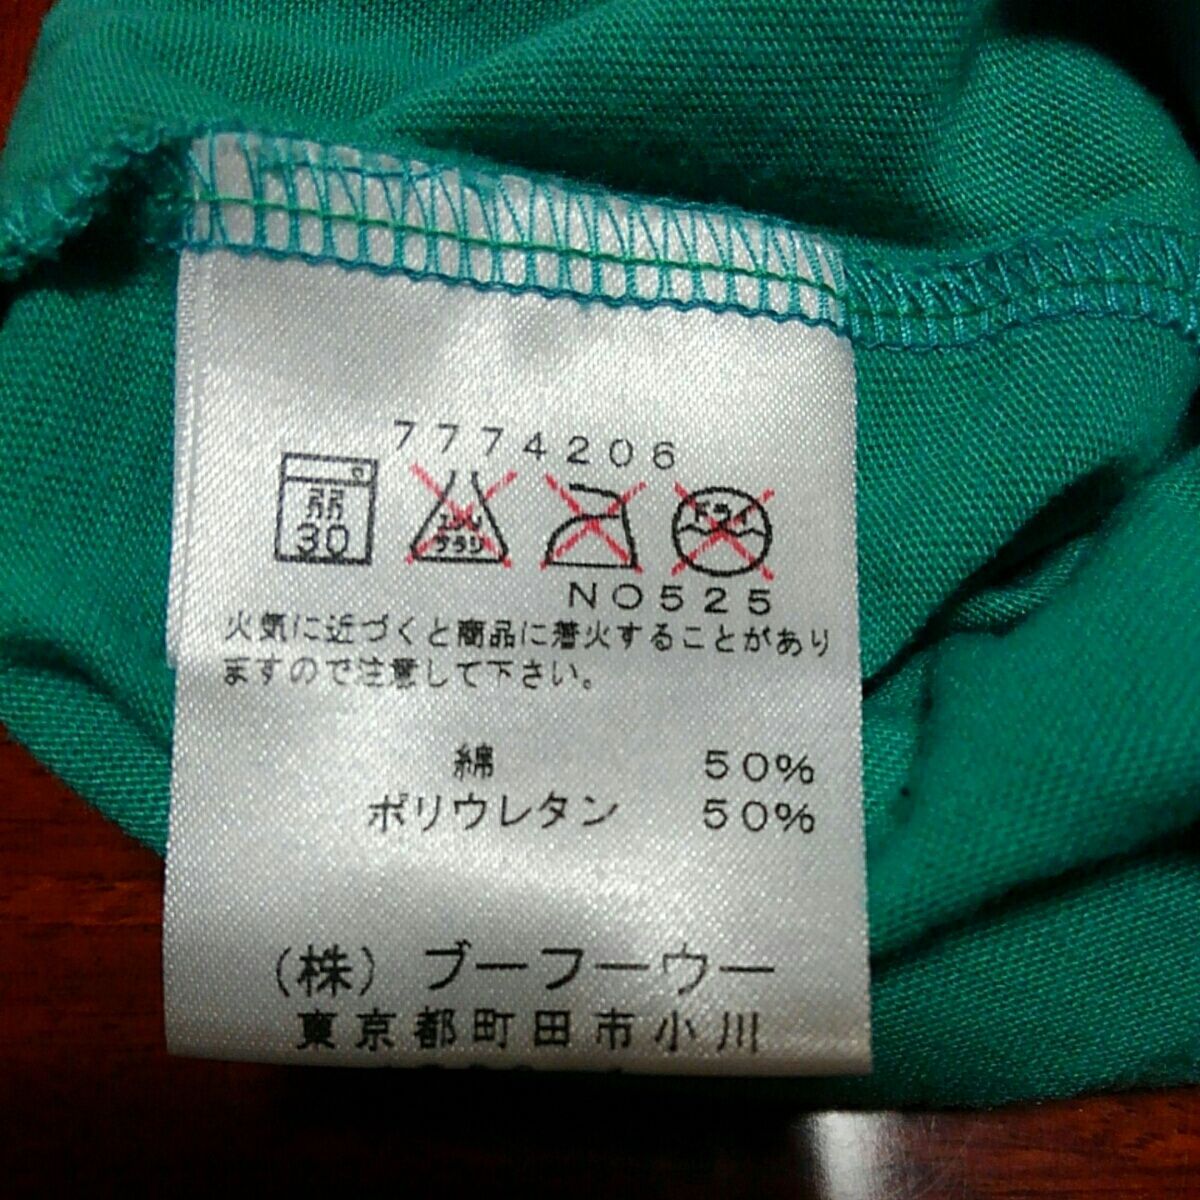 7774206
弱
30
エンソ
サラシ
ドライ
NO525
火気に近づくと商品に着火することがあり
ますので注意して下さい。
綿 50%
ポリウレタン 50%
(株) ブーフーウー
東京都町田市小川